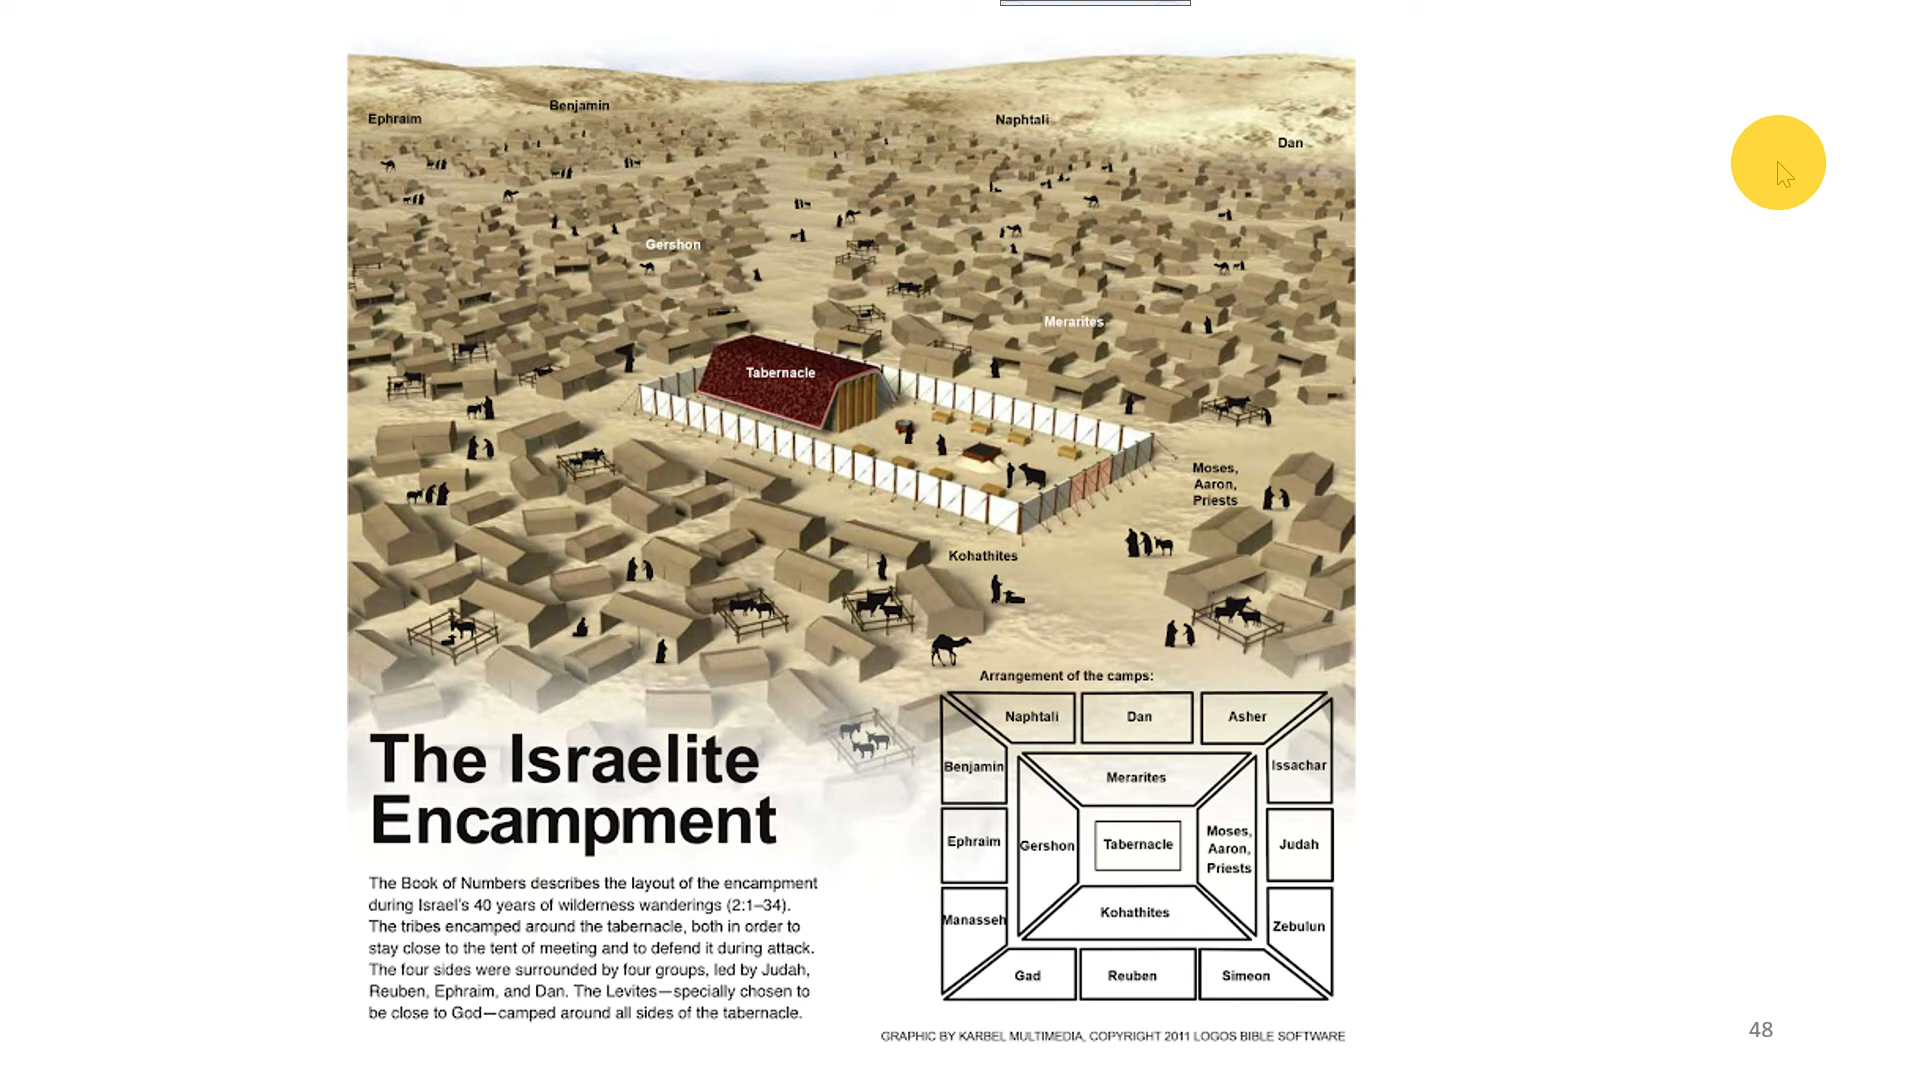 Benjamin
Ephraim
Naphtali
Dan
Gershon
Merarites
Tabernacle
Moses,
Aaron,
Priests
Kohathites
Arrangement of the camps:
Naphtali Dan Asher
Benjamin Merarites Issachar
Ephraim Gershon Tabernacle Moses, Aaron, Priests Judah
Manasseh Kohathites Zebulun
Gad Reuben Simeon
The Israelite
Encampment
The Book of Numbers describes the layout of the encampment
during Israel's 40 years of wilderness wanderings (2:1–34).
The tribes encamped around the tabernacle, both in order to
stay close to the tent of meeting and to defend it during attack.
The four sides were surrounded by four groups, led by Judah,
Reuben, Ephraim, and Dan. The Levites—specially chosen to
be close to God—camped around all sides of the tabernacle.
GRAPHIC BY KARBEL MULTIMEDIA, COPYRIGHT 2011 LOGOS BIBLE SOFTWARE
48